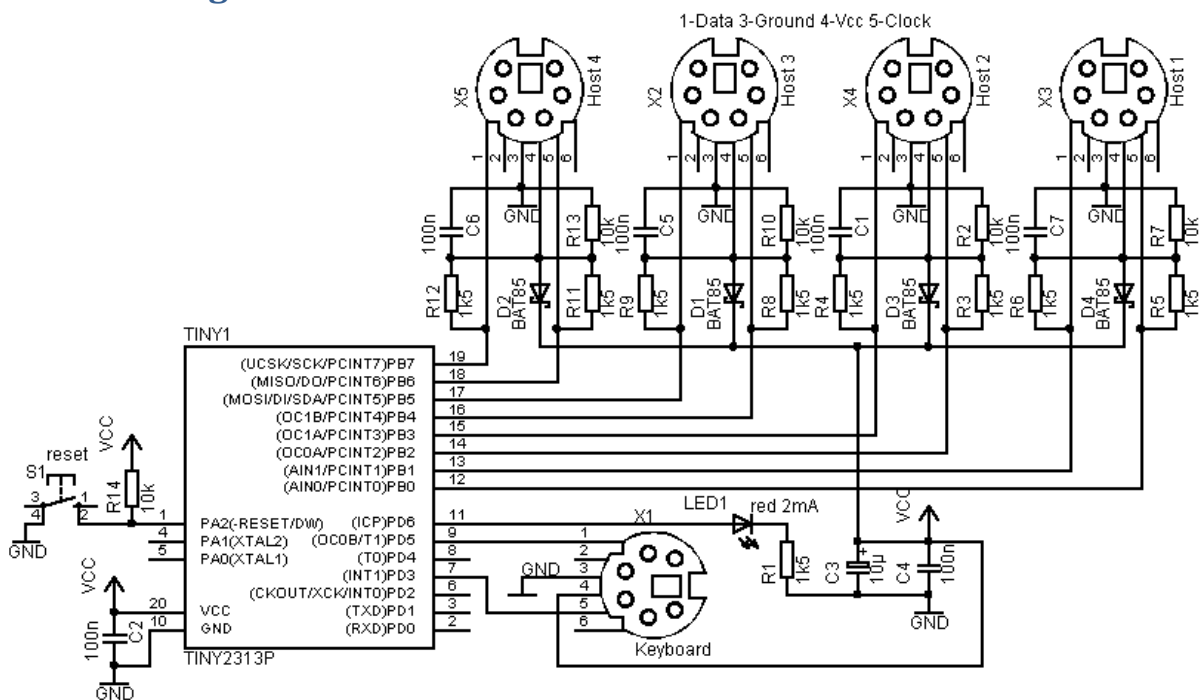 1-Data 3-Ground 4-Vcc 5-Clock
X5 Host 4
X2 Host 3
X4 Host 2
X3 Host 1
1 2 3 4 5 6
1 2 3 4 5 6
1 2 3 4 5 6
1 2 3 4 5 6
GND
GND
GND
GND
100n C6 R13 10k
100n C5 R10 10k
100n C1 R2 10k
100n C7 R7 10k
R12 1k5 D2 BAT85 R11 1k5
R9 1k5 D1 BAT85 R8 1k5
R4 1k5 D3 BAT85 R3 1k5
R6 1k5 D4 BAT85 R5 1k5
TINY1
(UCSK/SCK/PCINT7)PB7 19
(MISO/DO/PCINT6)PB6 18
(MOSI/DI/SDA/PCINT5)PB5 17
(OC1B/PCINT4)PB4 16
(OC1A/PCINT3)PB3 15
(OC0A/PCINT2)PB2 14
(AIN1/PCINT1)PB1 13
(AIN0/PCINT0)PB0 12
VCC
reset
S1
3 1
4 2
R14 10k
GND
1 PA2(-RESET/DW) (ICP)PD6 11
4 PA1(XTAL2) (OC0B/T1)PD5 9
5 PA0(XTAL1) (T0)PD4 8
(INT1)PD3 7
(CKOUT/XCK/INT0)PD2 6
20 VCC (TXD)PD1 3
10 GND (RXD)PD0 2
TINY2313P
VCC
100n C2
GND
LED1 red 2mA
X1
1
2
GND 3
4
5
6
Keyboard
R1 1k5
C3 + 10µ
VCC
C4 100n
GND